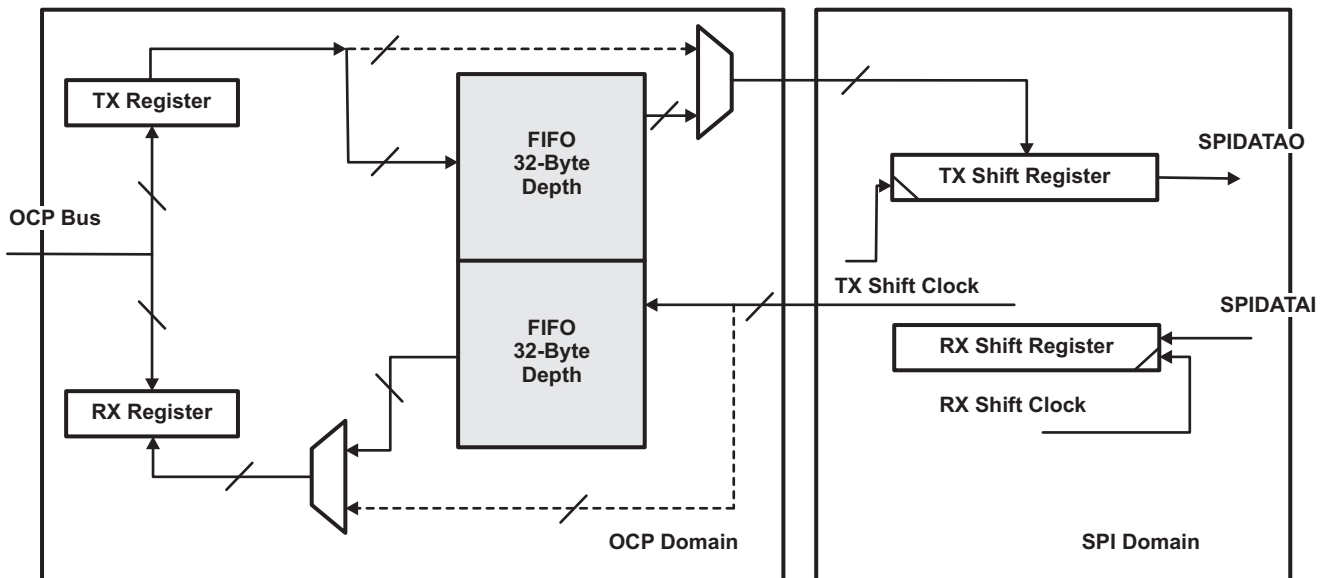 TX Register
FIFO
32-Byte
Depth
SPIDATAO
TX Shift Register
OCP Bus
TX Shift Clock
SPIDATAI
FIFO
32-Byte
Depth
RX Shift Register
RX Register
RX Shift Clock
OCP Domain
SPI Domain